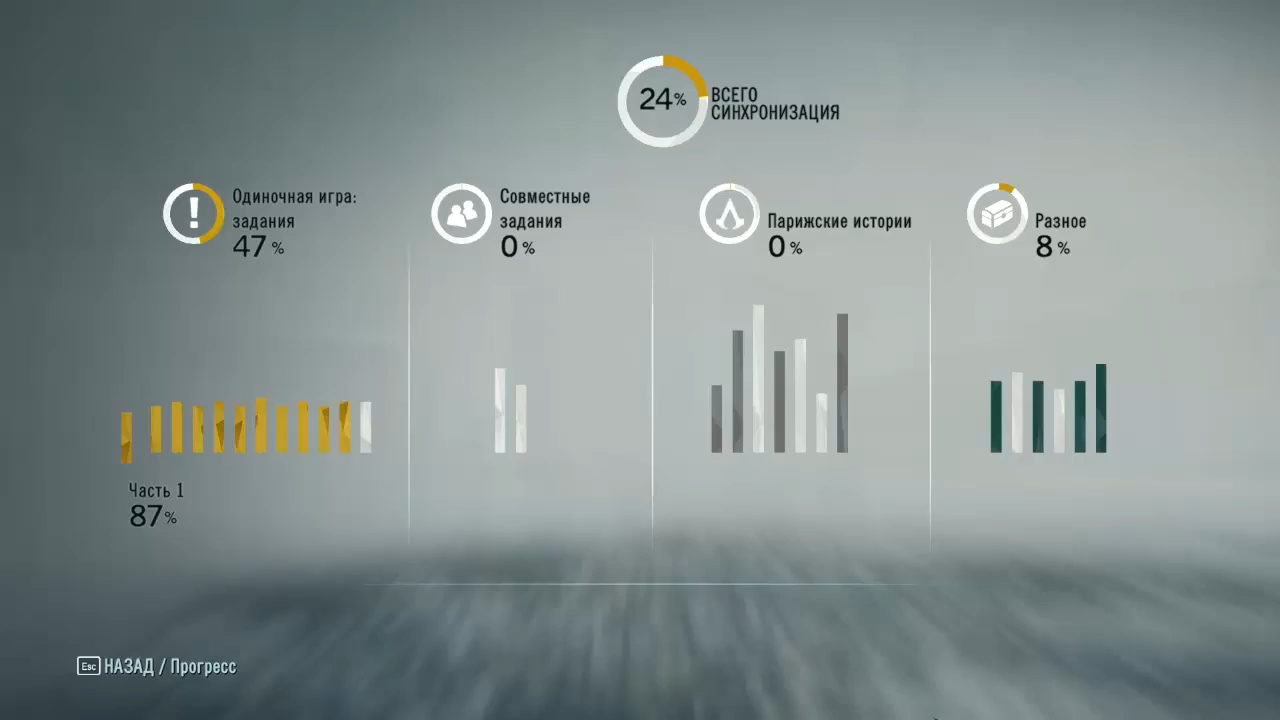 24%
ВСЕГО
СИНХРОНИЗАЦИЯ
Одиночная игра:
задания
47 %
Совместные
задания
0 %
Парижские истории
0 %
Разное
8 %
Часть 1
87%
Esc НАЗАД / Прогресс